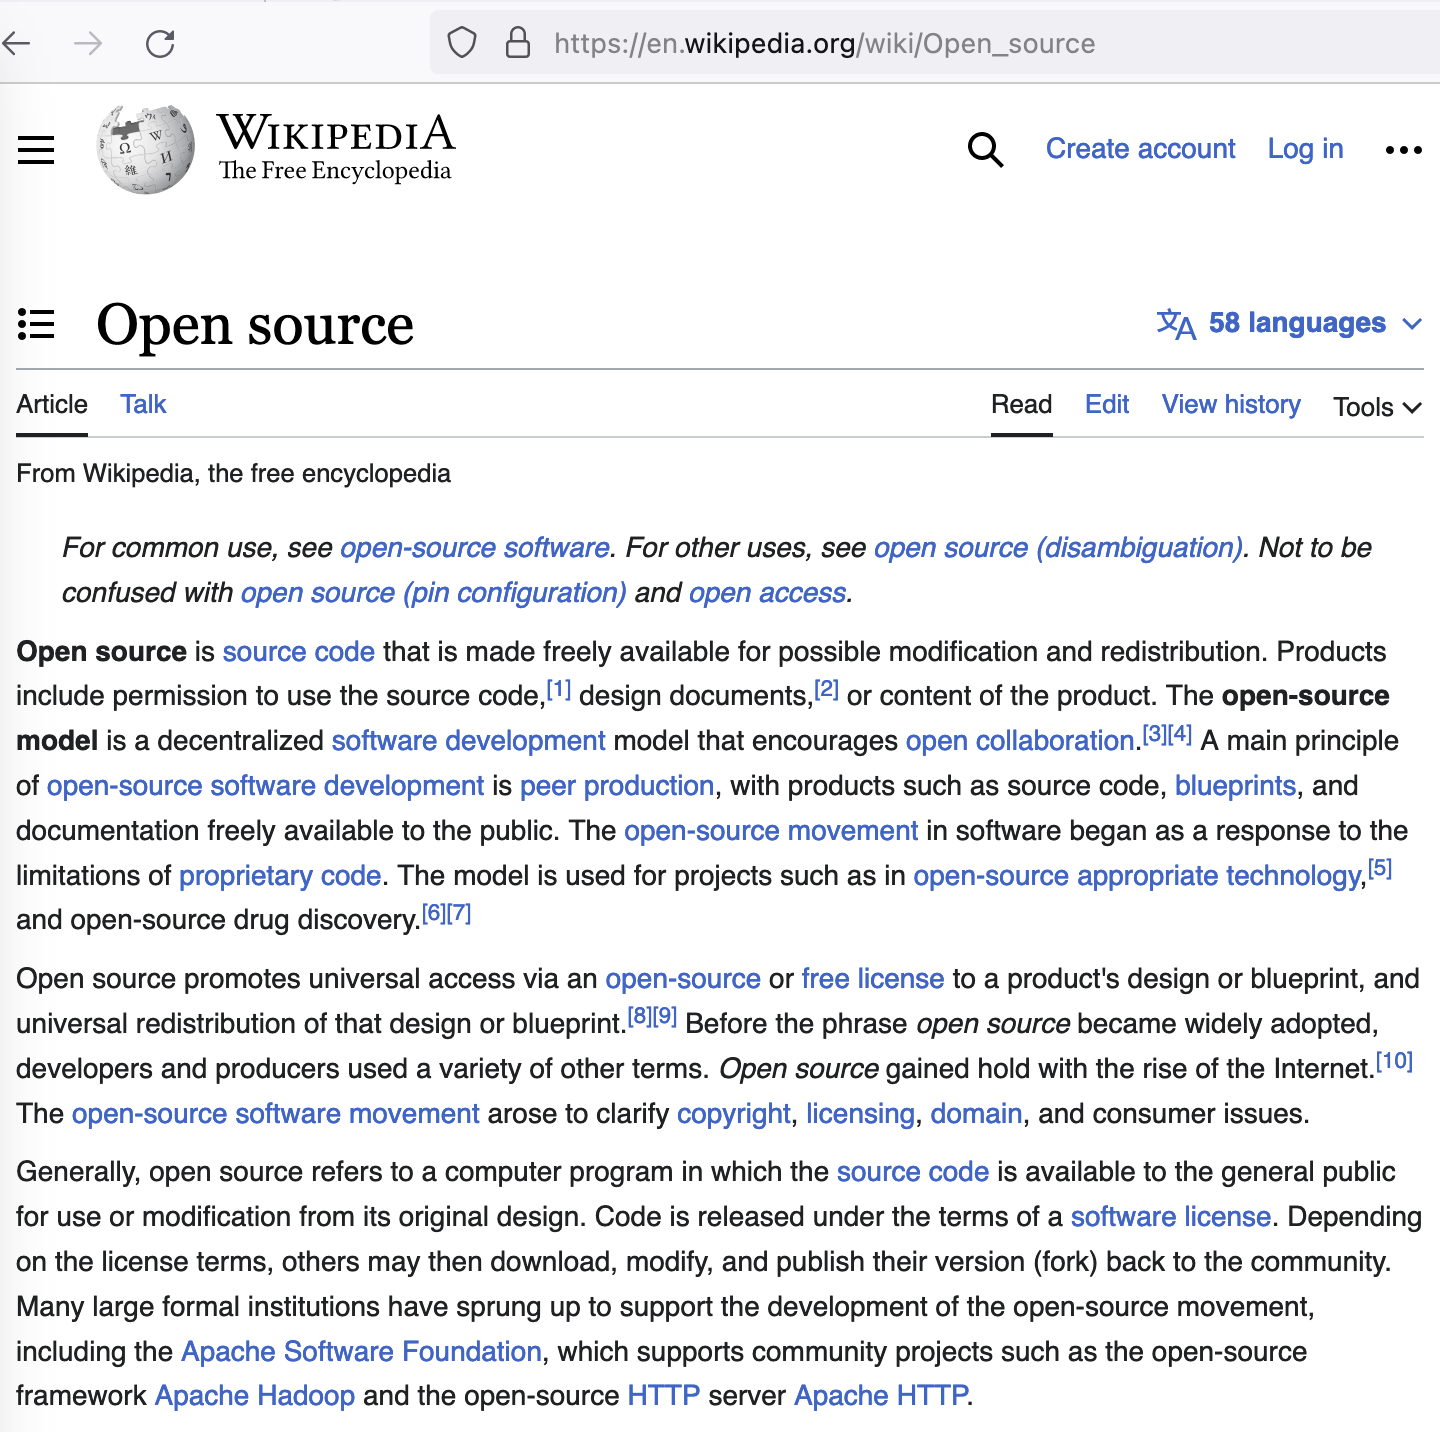 https://en.wikipedia.org/wiki/Open_source
WIKIPEDIA
The Free Encyclopedia
Create account Log in
Open source
58 languages
Article Talk Read Edit View history Tools
From Wikipedia, the free encyclopedia
For common use, see open-source software. For other uses, see open source (disambiguation). Not to be
confused with open source (pin configuration) and open access.
Open source is source code that is made freely available for possible modification and redistribution. Products
include permission to use the source code,[1] design documents,[2] or content of the product. The open-source
model is a decentralized software development model that encourages open collaboration.[3][4] A main principle
of open-source software development is peer production, with products such as source code, blueprints, and
documentation freely available to the public. The open-source movement in software began as a response to the
limitations of proprietary code. The model is used for projects such as in open-source appropriate technology,[5]
and open-source drug discovery.[6][7]
Open source promotes universal access via an open-source or free license to a product's design or blueprint, and
universal redistribution of that design or blueprint.[8][9] Before the phrase open source became widely adopted,
developers and producers used a variety of other terms. Open source gained hold with the rise of the Internet.[10]
The open-source software movement arose to clarify copyright, licensing, domain, and consumer issues.
Generally, open source refers to a computer program in which the source code is available to the general public
for use or modification from its original design. Code is released under the terms of a software license. Depending
on the license terms, others may then download, modify, and publish their version (fork) back to the community.
Many large formal institutions have sprung up to support the development of the open-source movement,
including the Apache Software Foundation, which supports community projects such as the open-source
framework Apache Hadoop and the open-source HTTP server Apache HTTP.